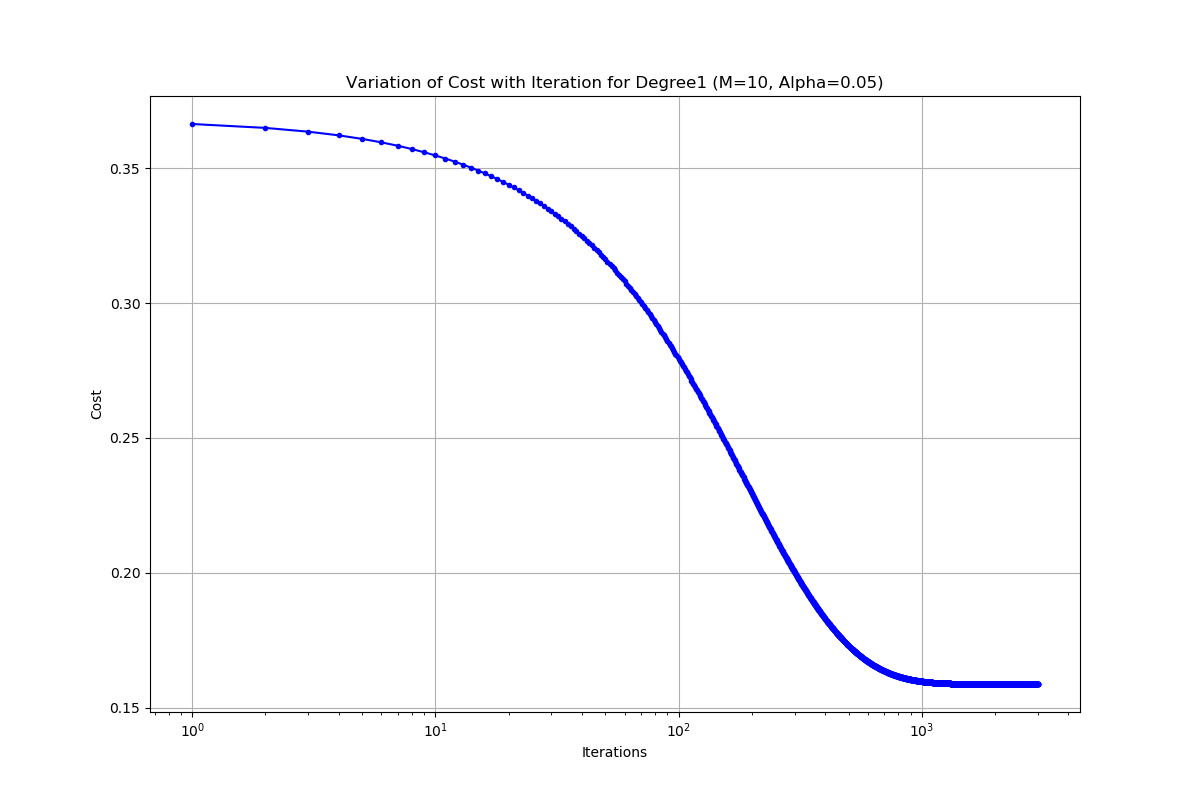 Variation of Cost with Iteration for Degree1 (M=10, Alpha=0.05)
0.35
0.30
0.25
0.20
0.15
Cost
10⁰ 10¹ 10² 10³
Iterations